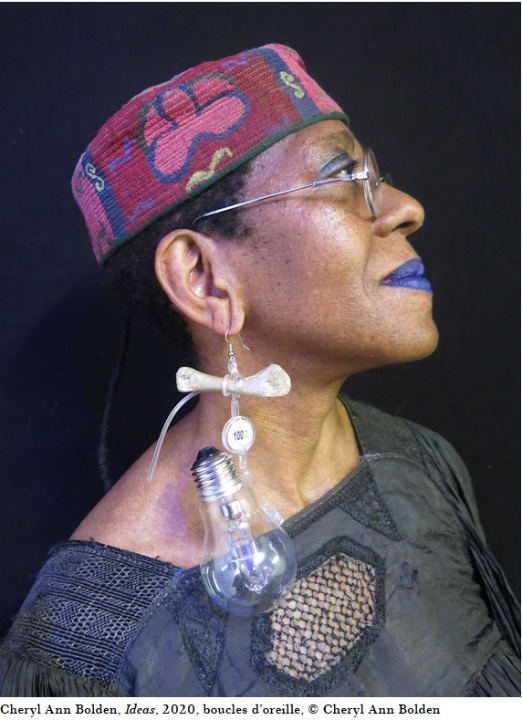 100
Cheryl Ann Bolden, Ideas, 2020, boucles d'oreille, © Cheryl Ann Bolden